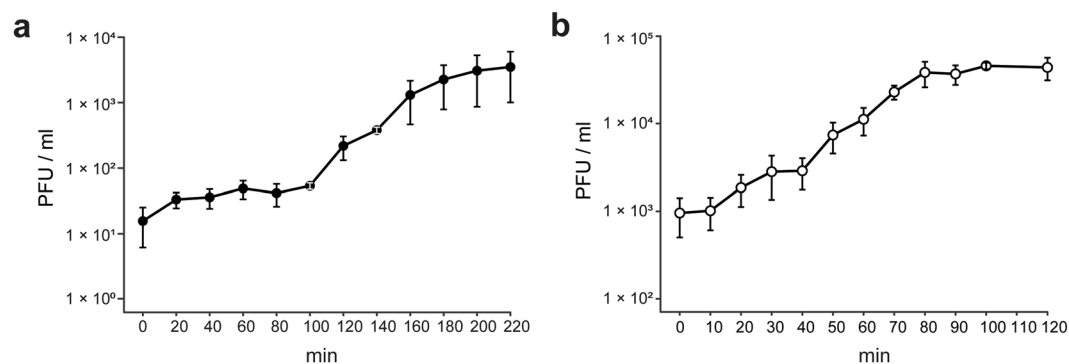 a
1 × 10⁴
1 × 10³
1 × 10²
1 × 10¹
1 × 10⁰
PFU / ml
0 20 40 60 80 100 120 140 160 180 200 220
min
b
1 × 10⁵
1 × 10⁴
1 × 10³
1 × 10²
PFU / ml
0 10 20 30 40 50 60 70 80 90 100 110 120
min